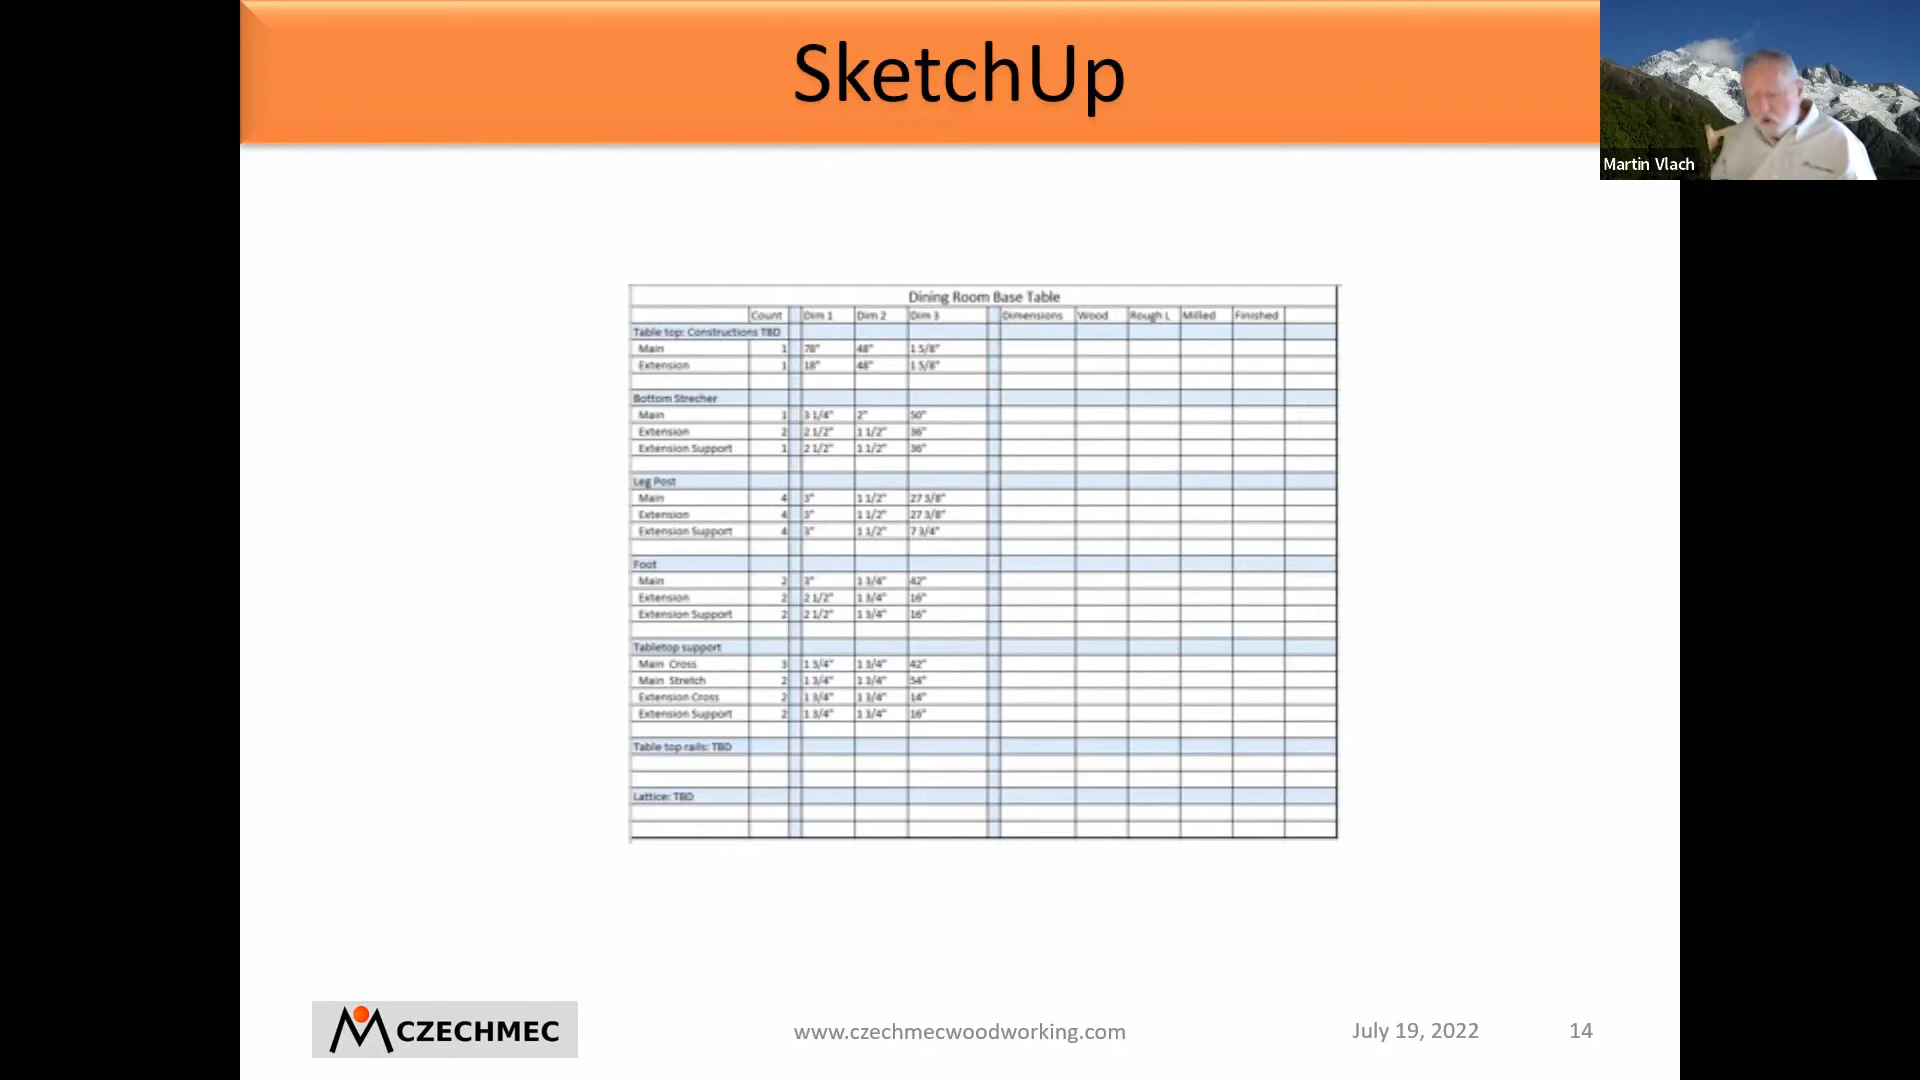 SketchUp
Martin Vlach
Dining Room Base Table
Count Dim 1 Dim 2 Dim 3 Dimensions Wood Rough L Milled Finished
Table top: Constructions TBD
Main 1 78" 48" 1 5/8"
Extension 1 18" 48" 1 5/8"
Bottom Strecher
Main 1 3 1/4" 2" 50"
Extension 2 2 1/2" 1 1/2" 36"
Extension Support 1 2 1/2" 1 1/2" 36"
Leg Post
Main 4 3" 1 1/2" 27 3/8"
Extension 4 3" 1 1/2" 27 3/8"
Extension Support 4 3" 1 1/2" 7 3/4"
Foot
Main 2 3" 1 3/4" 42"
Extension 2 2 1/2" 1 3/4" 16"
Extension Support 2 2 1/2" 1 3/4" 16"
Tabletop support
Main Cross 3 1 3/4" 1 3/4" 42"
Main Stretch 2 1 3/4" 1 3/4" 54"
Extension Cross 2 1 3/4" 1 3/4" 14"
Extension Support 2 1 3/4" 1 3/4" 16"
Table top rails: TBD
Lattice: TBD
CZECHMEC
www.czechmecwoodworking.com
July 19, 2022
14